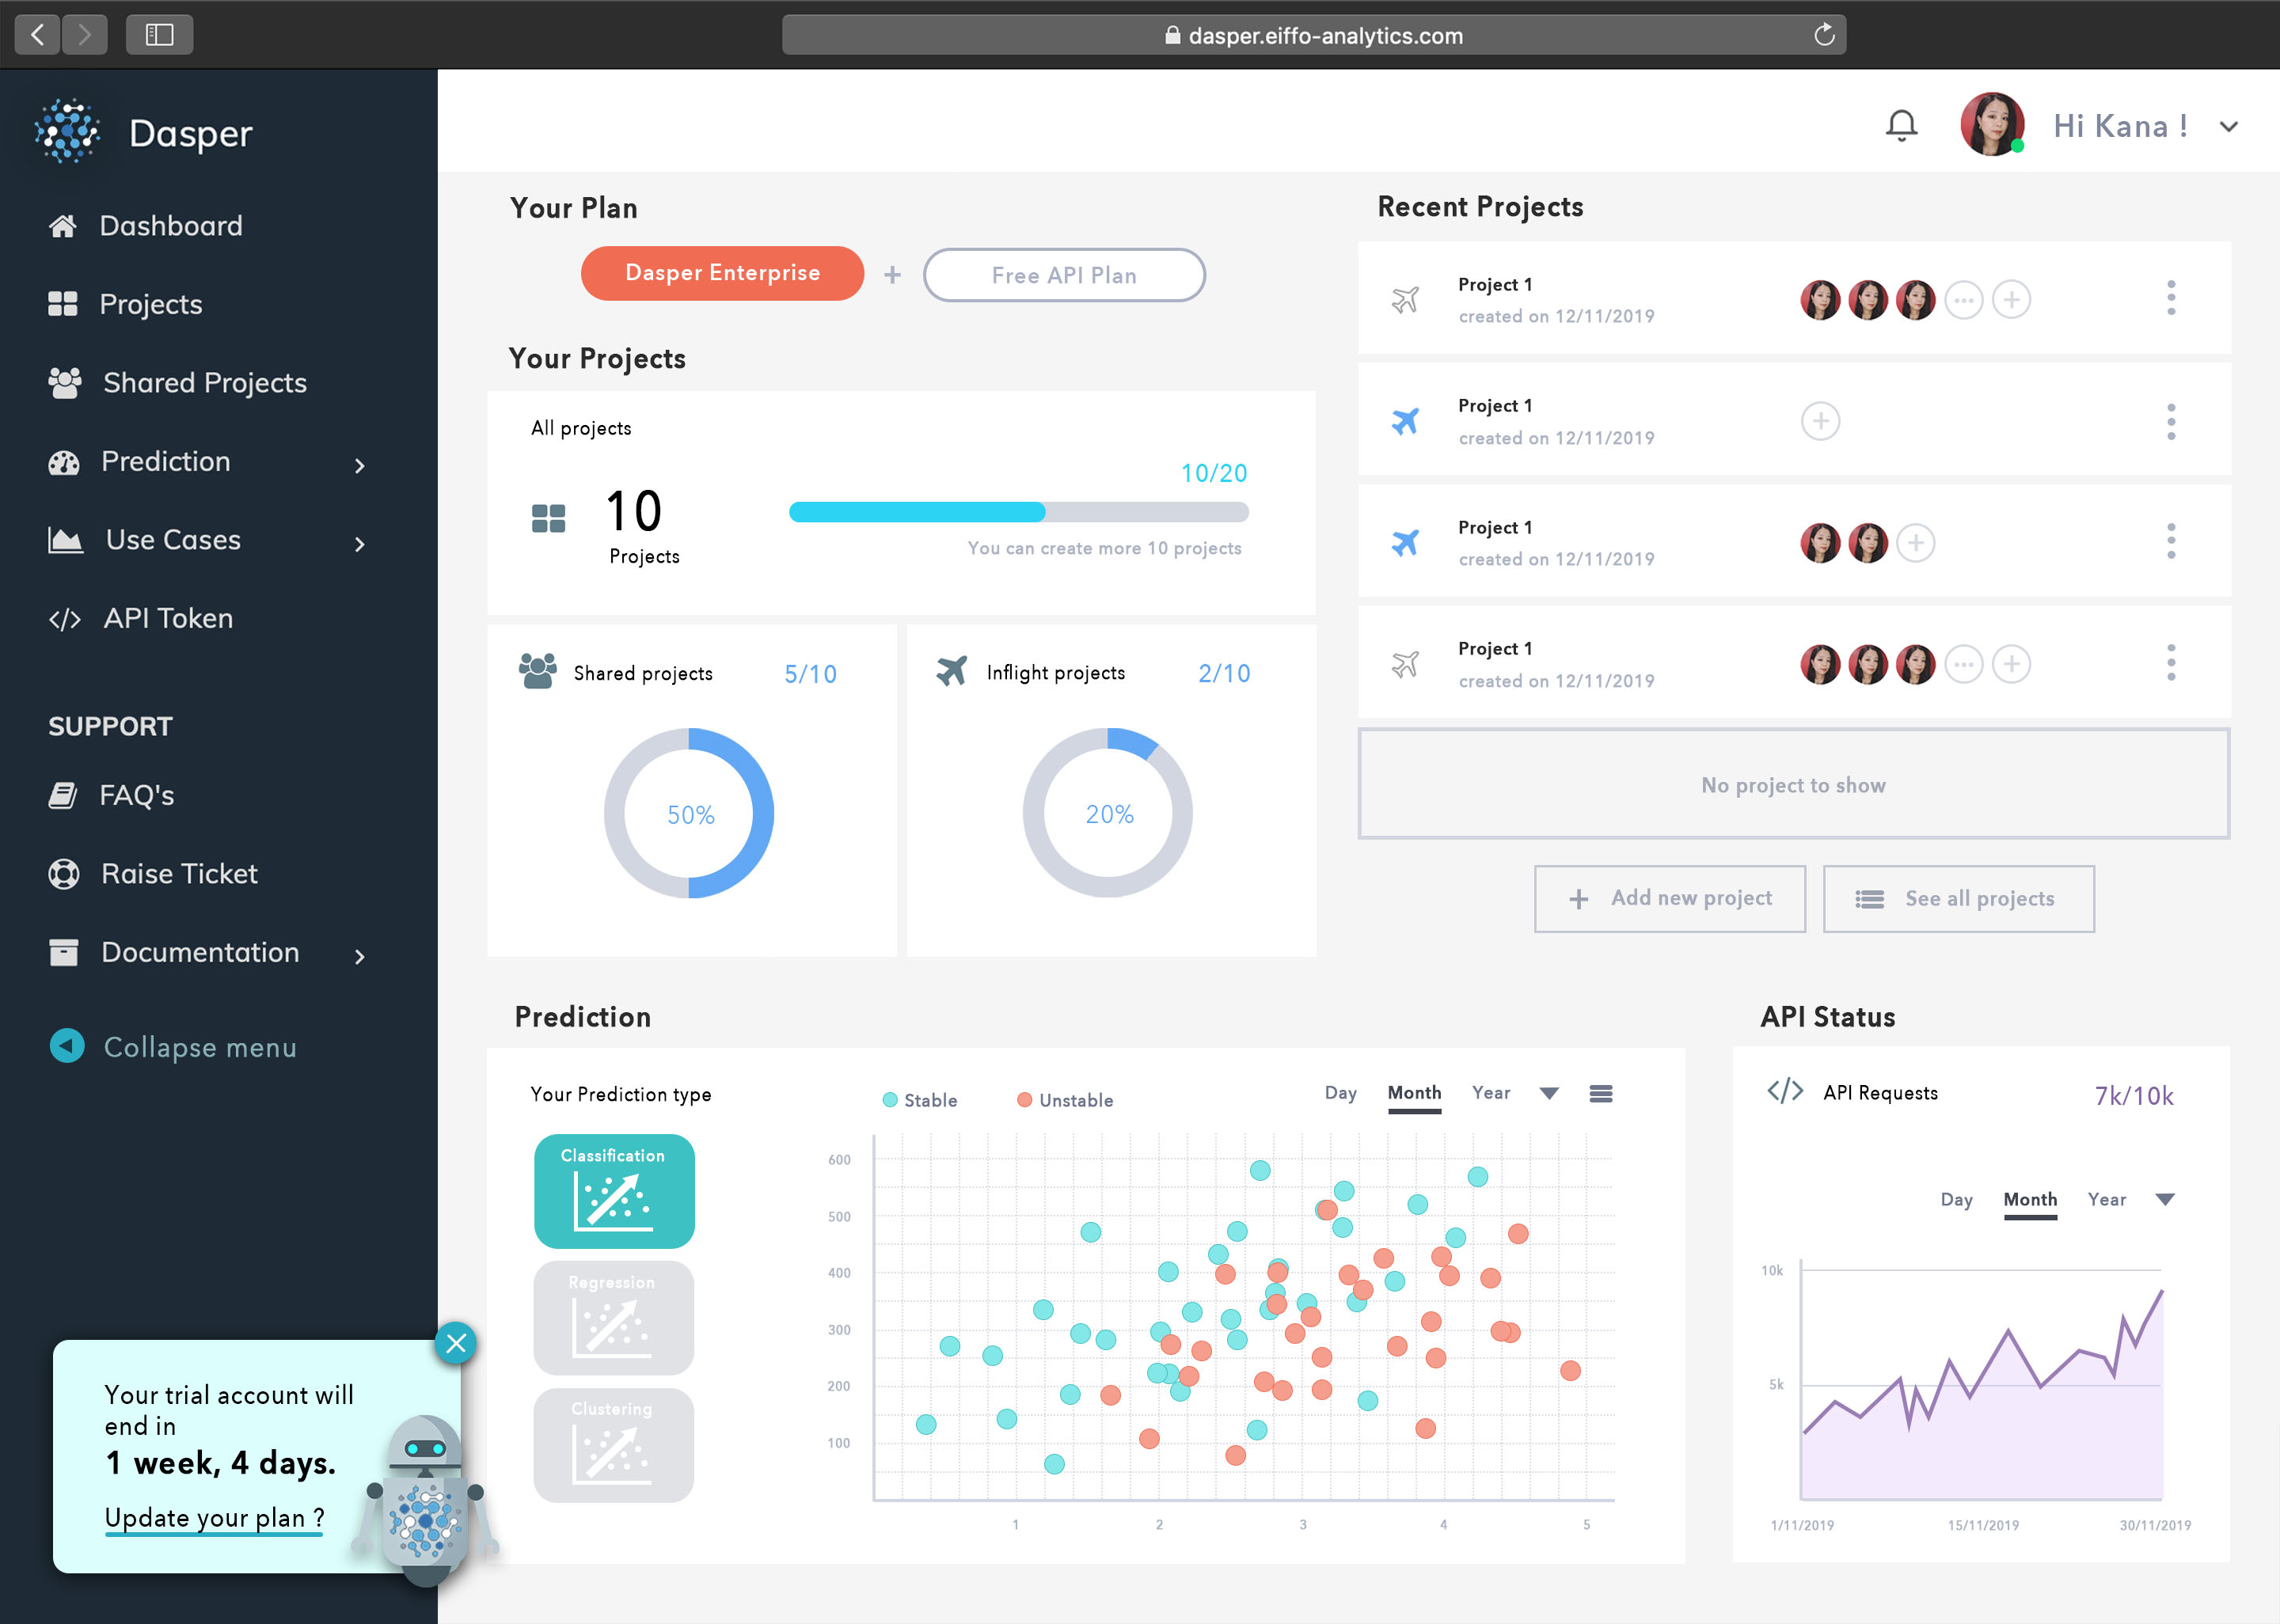 dasper.eiffo-analytics.com
Dasper
Dashboard
Projects
Shared Projects
Prediction
Use Cases
API Token
SUPPORT
FAQ's
Raise Ticket
Documentation
Collapse menu
Your trial account will
end in
1 week, 4 days.
Update your plan ?
Hi Kana !
Your Plan
Dasper Enterprise
+
Free API Plan
Your Projects
All projects
10
Projects
10/20
You can create more 10 projects
Shared projects
5/10
50%
Inflight projects
2/10
20%
Recent Projects
Project 1
created on 12/11/2019
Project 1
created on 12/11/2019
Project 1
created on 12/11/2019
Project 1
created on 12/11/2019
No project to show
+ Add new project
See all projects
Prediction
Your Prediction type
Classification
Regression
Clustering
Stable
Unstable
Day Month Year
600
500
400
300
200
100
1 2 3 4 5
API Status
</> API Requests
7k/10k
Day Month Year
10k
5k
1/11/2019 15/11/2019 30/11/2019